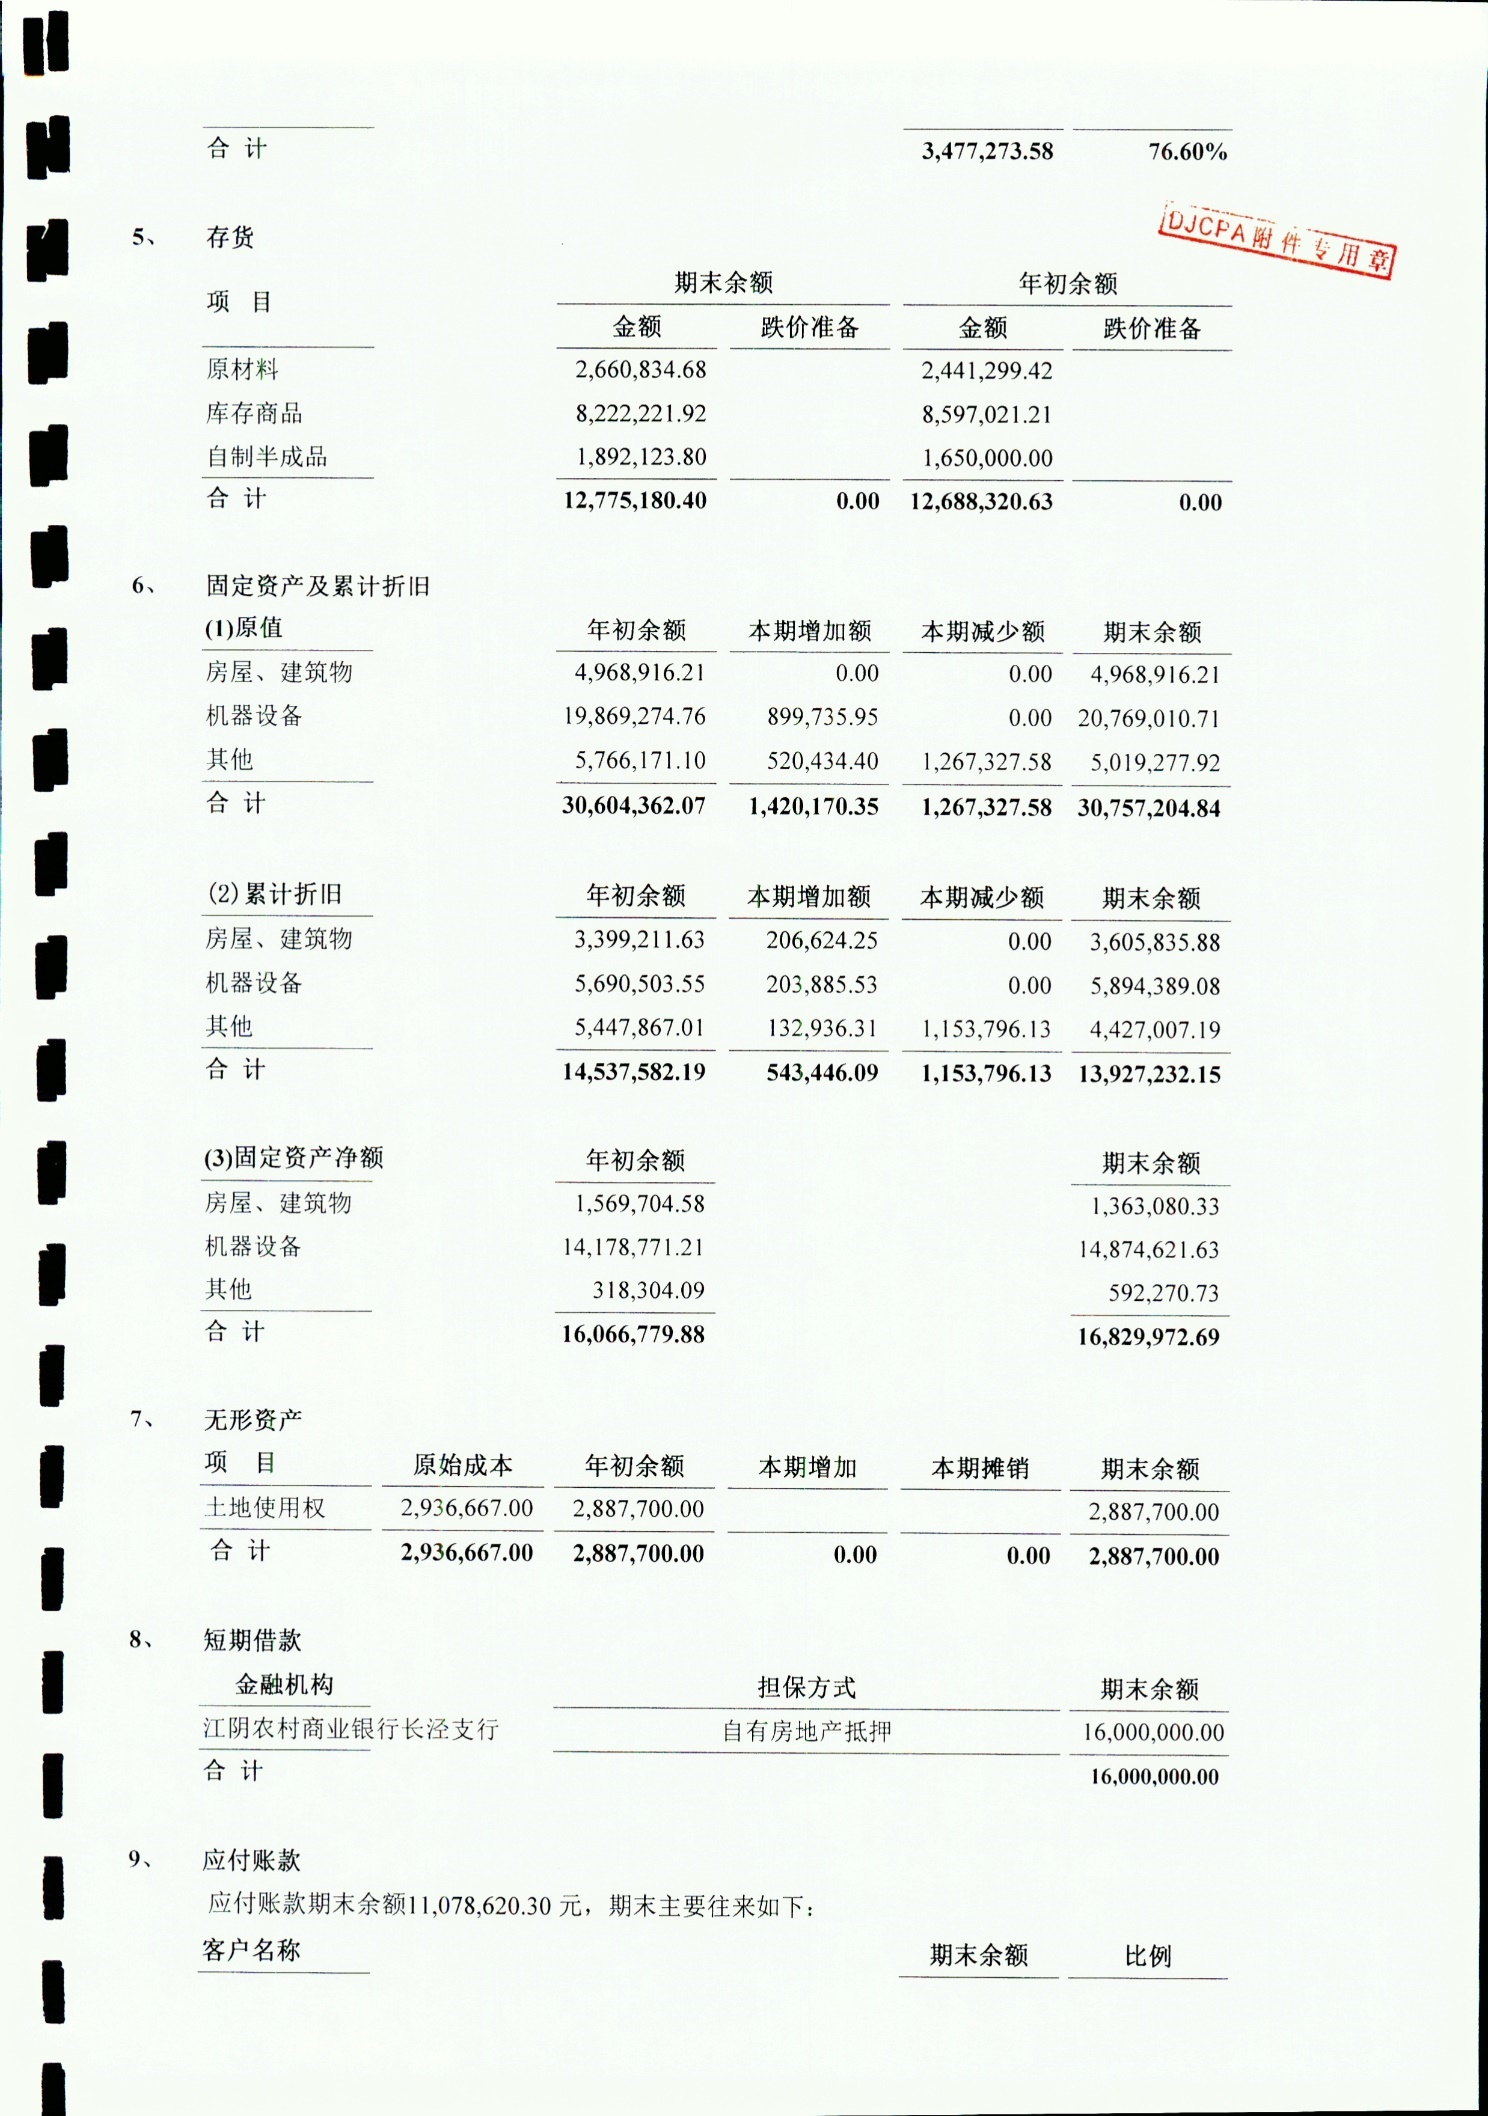 合 计 3,477,273.58 76.60%
DJCPA 附件专用章
5、 存货
期末余额 年初余额
项 目
金额 跌价准备 金额 跌价准备
原材料 2,660,834.68 2,441,299.42
库存商品 8,222,221.92 8,597,021.21
自制半成品 1,892,123.80 1,650,000.00
合 计 12,775,180.40 0.00 12,688,320.63 0.00
6、 固定资产及累计折旧
(1)原值 年初余额 本期增加额 本期减少额 期末余额
房屋、建筑物 4,968,916.21 0.00 0.00 4,968,916.21
机器设备 19,869,274.76 899,735.95 0.00 20,769,010.71
其他 5,766,171.10 520,434.40 1,267,327.58 5,019,277.92
合 计 30,604,362.07 1,420,170.35 1,267,327.58 30,757,204.84
(2)累计折旧 年初余额 本期增加额 本期减少额 期末余额
房屋、建筑物 3,399,211.63 206,624.25 0.00 3,605,835.88
机器设备 5,690,503.55 203,885.53 0.00 5,894,389.08
其他 5,447,867.01 132,936.31 1,153,796.13 4,427,007.19
合 计 14,537,582.19 543,446.09 1,153,796.13 13,927,232.15
(3)固定资产净额 年初余额 期末余额
房屋、建筑物 1,569,704.58 1,363,080.33
机器设备 14,178,771.21 14,874,621.63
其他 318,304.09 592,270.73
合 计 16,066,779.88 16,829,972.69
7、 无形资产
项 目 原始成本 年初余额 本期增加 本期摊销 期末余额
土地使用权 2,936,667.00 2,887,700.00 2,887,700.00
合 计 2,936,667.00 2,887,700.00 0.00 0.00 2,887,700.00
8、 短期借款
金融机构 担保方式 期末余额
江阴农村商业银行长泾支行 自有房地产抵押 16,000,000.00
合 计 16,000,000.00
9、 应付账款
应付账款期末余额11,078,620.30 元，期末主要往来如下：
客户名称 期末余额 比例